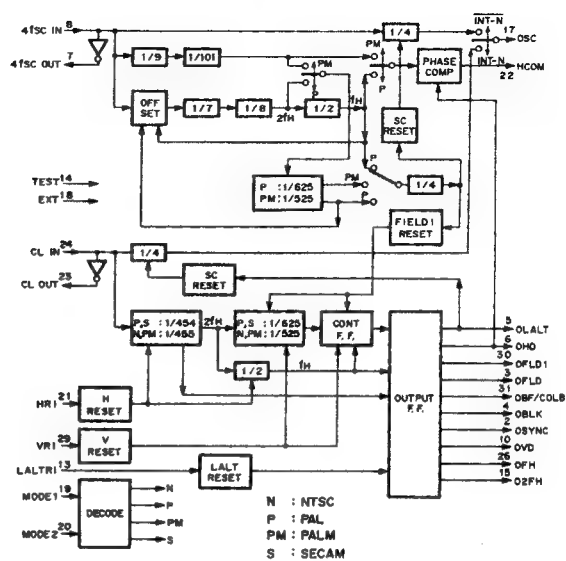 4fSC IN 8
1/4
INT-N
17
OSC
4fSC OUT 7
1/9
1/101
PM
PM
P
PHASE COMP
INT-N
22
HCOM
OFF SET
1/7
1/8
2fH
1/2
fH
SC RESET
P
TEST 14
EXT 18
P :1/625
PM:1/525
PM
P
1/4
FIELD1 RESET
CL IN 24
1/4
CL OUT 23
SC RESET
5
OLALT
6
OHD
30
OFLD1
3
OFLD
31
OBF/COLB
4
OBLK
2
OSYNC
10
OVD
26
OFH
15
O2FH
P,S :1/454
N,PM:1/455
2fH
P,S :1/625
N,PM:1/525
CONT F.F.
1/2
fH
OUTPUT F.F.
HRI 21
H RESET
VRI 29
V RESET
LALTRI 13
LALT RESET
MODE1 19
MODE2 20
DECODE
N
P
PM
S
N : NTSC
P : PAL
PM : PALM
S : SECAM